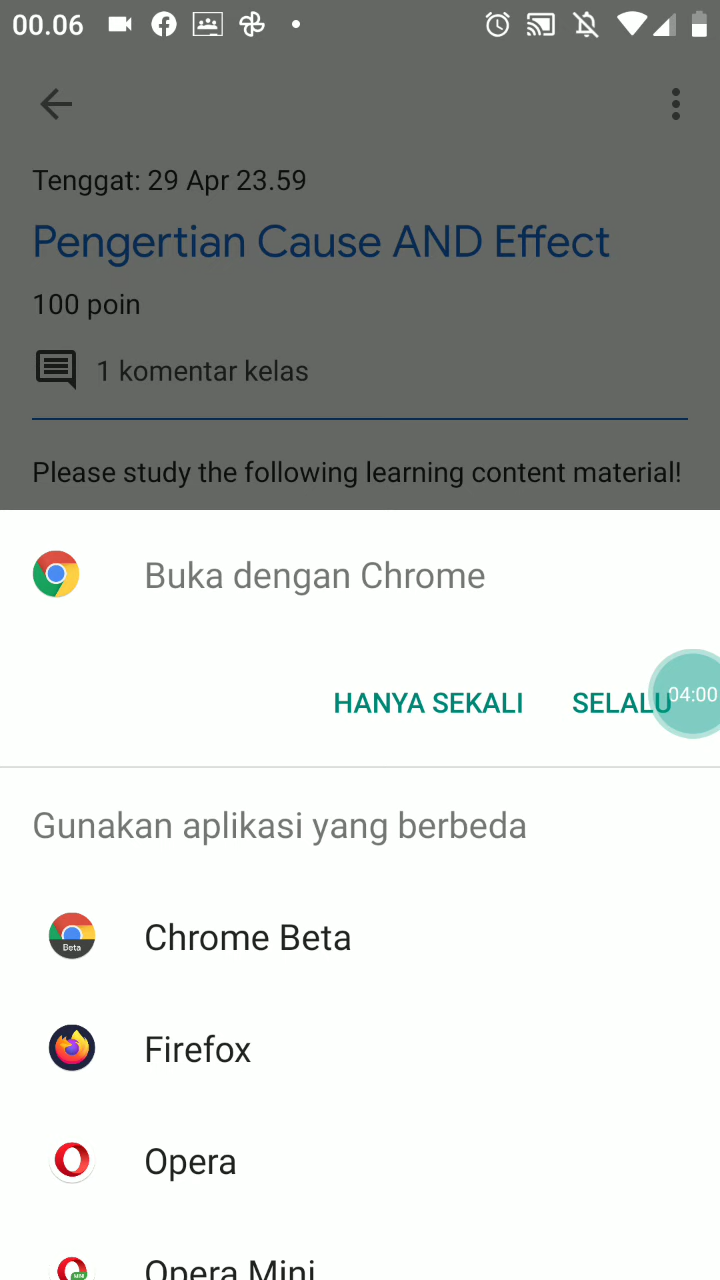 00.06
Tenggat: 29 Apr 23.59
Pengertian Cause AND Effect
100 poin
1 komentar kelas
Please study the following learning content material!
Buka dengan Chrome
HANYA SEKALI SELALU
04:00
Gunakan aplikasi yang berbeda
Beta
Chrome Beta
Firefox
Opera
MINI
Opera Mini